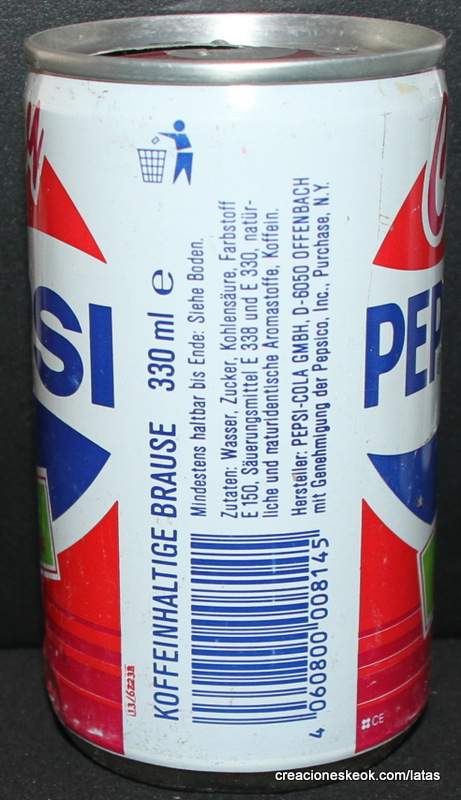 PEPSI
KOFFEINHALTIGE BRAUSE 330 ml e
Mindestens haltbar bis Ende: Siehe Boden.
Zutaten: Wasser, Zucker, Kohlensäure, Farbstoff
E 150, Säuerungsmittel E 338 und E 330, natür-
liche und naturidentische Aromastoffe, Koffein.
Hersteller: PEPSI-COLA GMBH, D-6050 OFFENBACH
mit Genehmigung der Pepsico, Inc., Purchase, N.Y.
4 060800 008145
SI
PEP
CE
creacioneskeok.com/latas